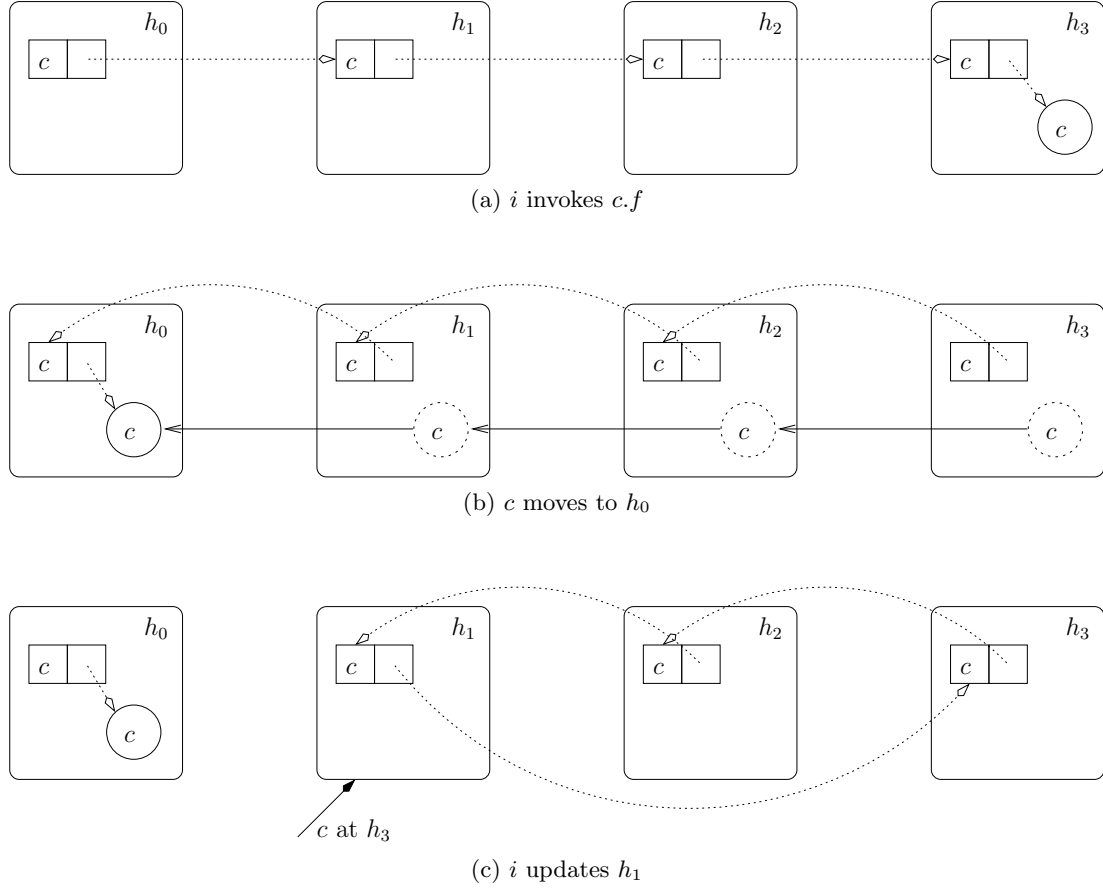 h₀ h₁ h₂ h₃
c c c c
c
(a) i invokes c.f
h₀ h₁ h₂ h₃
c c c c
c c c c
(b) c moves to h₀
h₀ h₁ h₂ h₃
c c c c
c
c at h₃
(c) i updates h₁